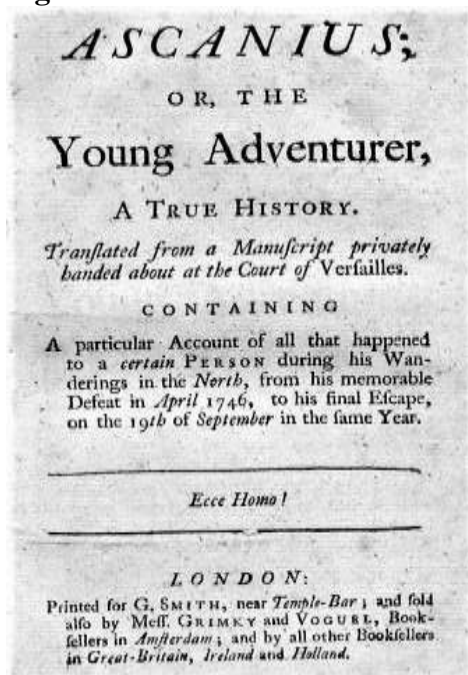 ASCANIUS;
OR, THE
Young Adventurer,
A TRUE HISTORY.
Tranſlated from a Manuſcript privately
handed about at the Court of Verſailles.
CONTAINING
A particular Account of all that happened
to a certain PERSON during his Wan-
derings in the North, from his memorable
Defeat in April 1746, to his final Eſcape,
on the 19th of September in the ſame Year.
Ecce Homo!
LONDON:
Printed for G. SMITH, near Temple-Bar; and ſold
alſo by Meſſ. GRIMKY and VOGUEL, Book-
ſellers in Amſterdam; and by all other Bookſellers
in Great-Britain, Ireland and Holland.